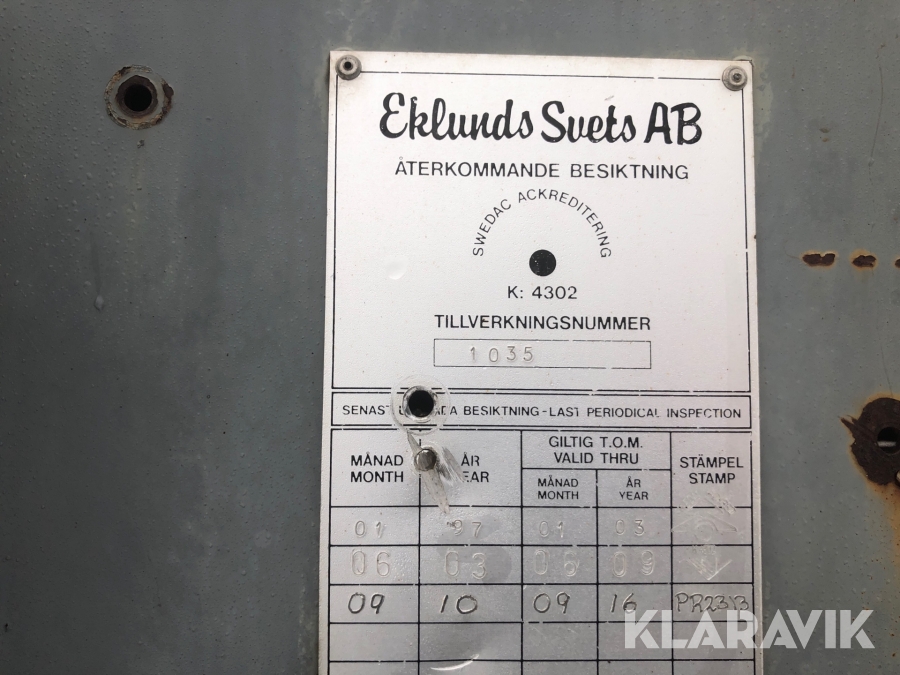 Eklunds Svets AB
ÅTERKOMMANDE BESIKTNING
SWEDAC ACKREDITERING
K: 4302
TILLVERKNINGSNUMMER
1035
SENAST BESIKTNING-LAST PERIODICAL INSPECTION
MÅNAD MONTH
ÅR
GILTIG T.O.M. VALID THRU
MÅNAD MONTH
ÅR YEAR
STÄMPEL STAMP
01 97 01 03
06 03 06 09
09 10 09 16 PR2313
KLARAVIK